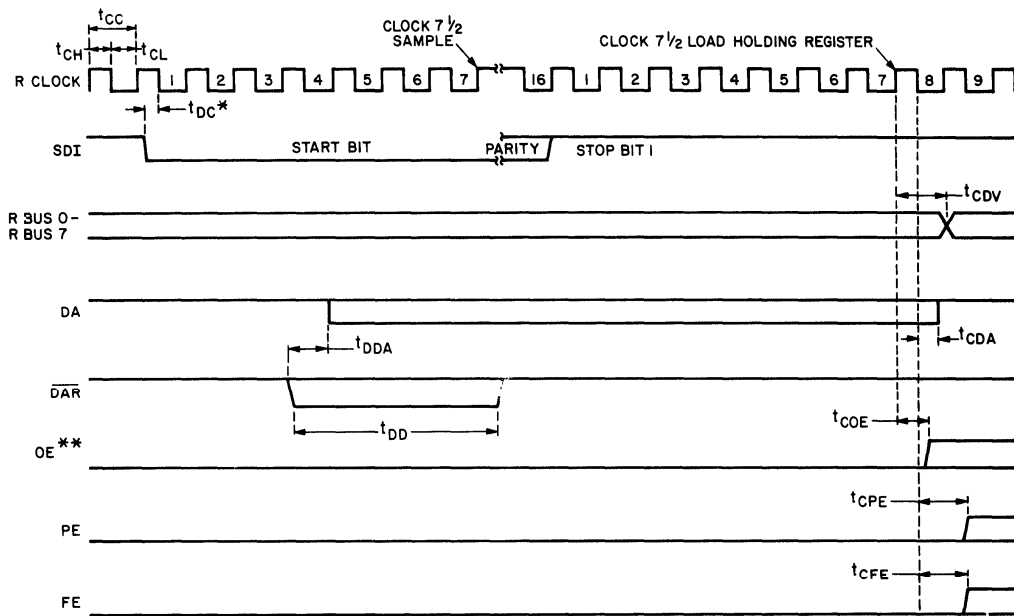 tCC
tCH tCL
CLOCK 7 1/2 SAMPLE
CLOCK 7 1/2 LOAD HOLDING REGISTER
R CLOCK 1 2 3 4 5 6 7 16 1 2 3 4 5 6 7 8 9
tDC*
SDI START BIT PARITY STOP BIT 1
tCDV
R BUS 0-
R BUS 7
DA
tDDA tCDA
DAR
tDD tCOE
OE**
tCPE
PE
tCFE
FE